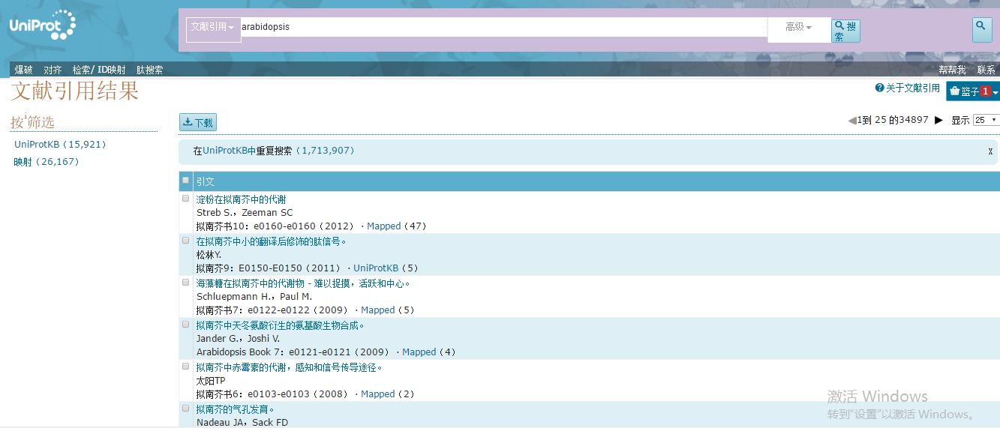 UniProt
文献引用
arabidopsis
高级
搜
索
爆破 对齐 检索/ ID映射 肽搜索
帮帮我 联系
文献引用结果
关于文献引用
篮子 1
按筛选
下载
1到 25 的34897
显示 25
UniProtKB（15,921）
映射（26,167）
在UniProtKB中重复搜索（1,713,907）
X
引文
淀粉在拟南芥中的代谢
Streb S.，Zeeman SC
拟南芥书10：e0160-e0160（2012） · Mapped（47）
在拟南芥中小的翻译后修饰的肽信号。
松林Y.
拟南芥9：E0150-E0150（2011） · UniProtKB（5）
海藻糖在拟南芥中的代谢物 - 难以捉摸，活跃和中心。
Schluepmann H.，Paul M.
拟南芥书7：e0122-e0122（2009） · Mapped（5）
拟南芥中天冬氨酸衍生的氨基酸生物合成。
Jander G.，Joshi V.
Arabidopsis Book 7：e0121-e0121（2009） · Mapped（4）
拟南芥中赤霉素的代谢，感知和信号传导途径。
太阳TP
拟南芥书6：e0103-e0103（2008） · Mapped（2）
拟南芥的气孔发育。
Nadeau JA，Sack FD
激活 Windows
转到"设置"以激活 Windows。